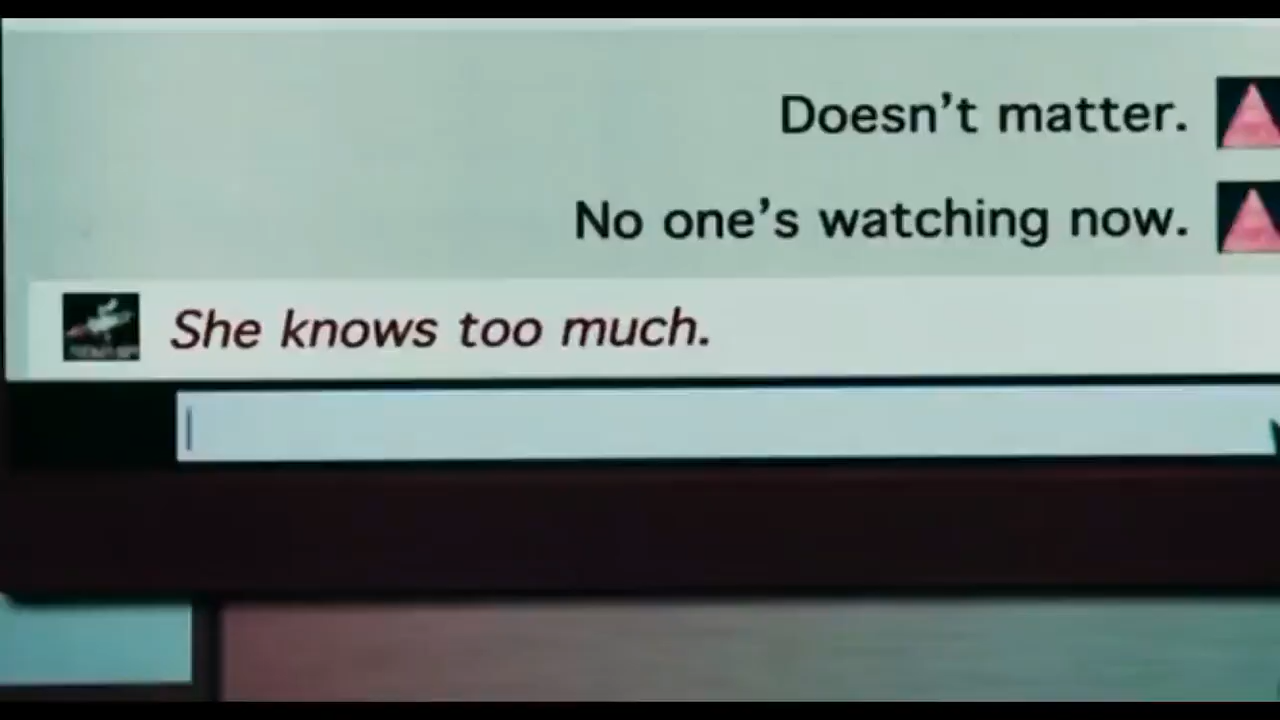 Doesn't matter.
No one's watching now.
She knows too much.